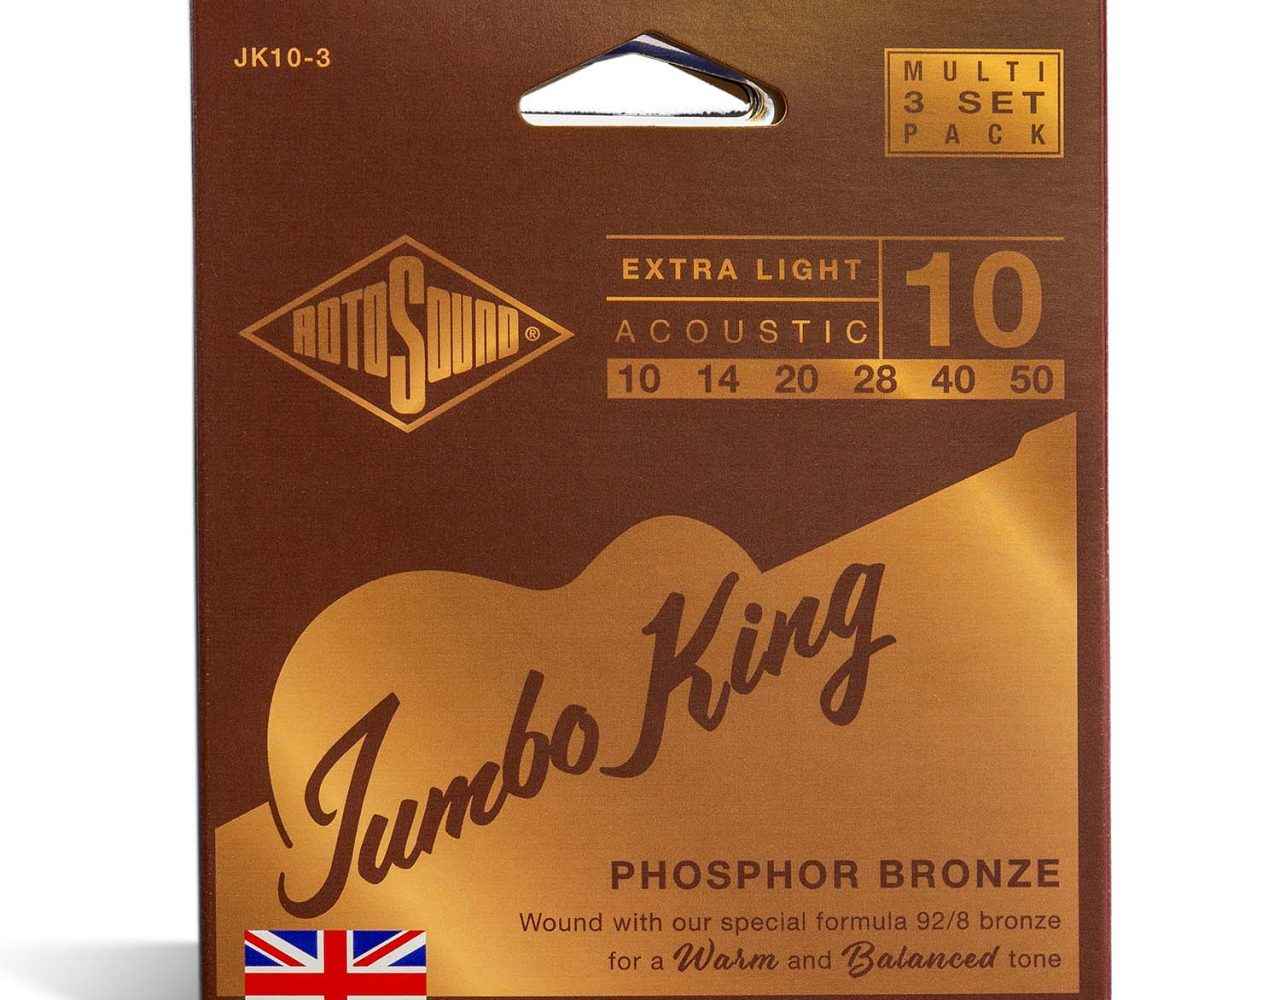 JK10-3
MULTI
3 SET
PACK
ROTOSOUND®
EXTRA LIGHT
10
ACOUSTIC
10 14 20 28 40 50
Jumbo King
PHOSPHOR BRONZE
Wound with our special formula 92/8 bronze
for a Warm and Balanced tone